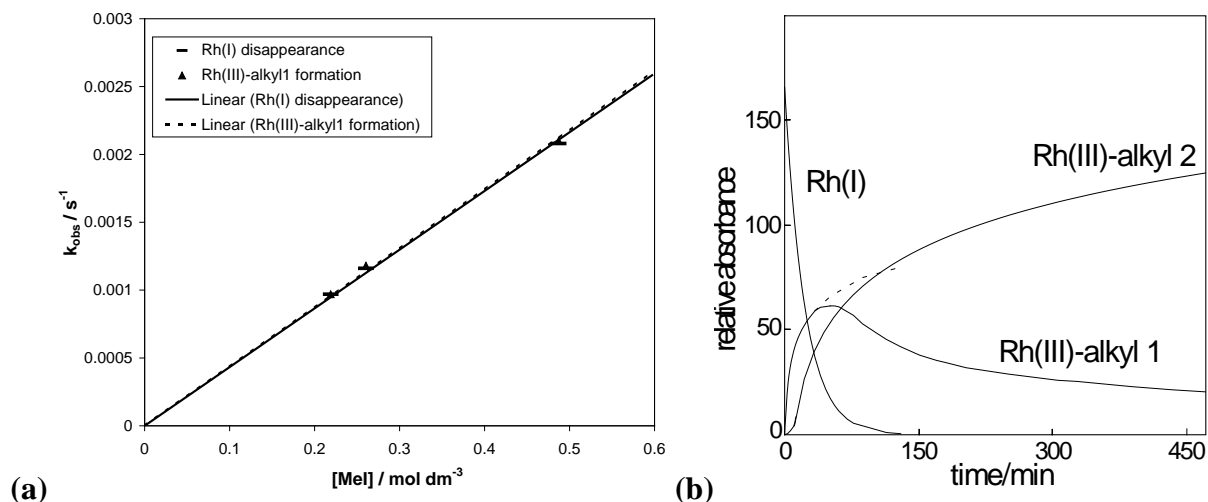 0.003
0.0025
0.002
0.0015
0.001
0.0005
0
k_obs / s⁻¹
Rh(I) disappearance
Rh(III)-alkyl1 formation
Linear (Rh(I) disappearance)
Linear (Rh(III)-alkyl1 formation)
0 0.1 0.2 0.3 0.4 0.5 0.6
[MeI] / mol dm⁻³
(a)
150
100
50
0
relative absorbance
Rh(I)
Rh(III)-alkyl 2
Rh(III)-alkyl 1
0 150 300 450
time/min
(b)